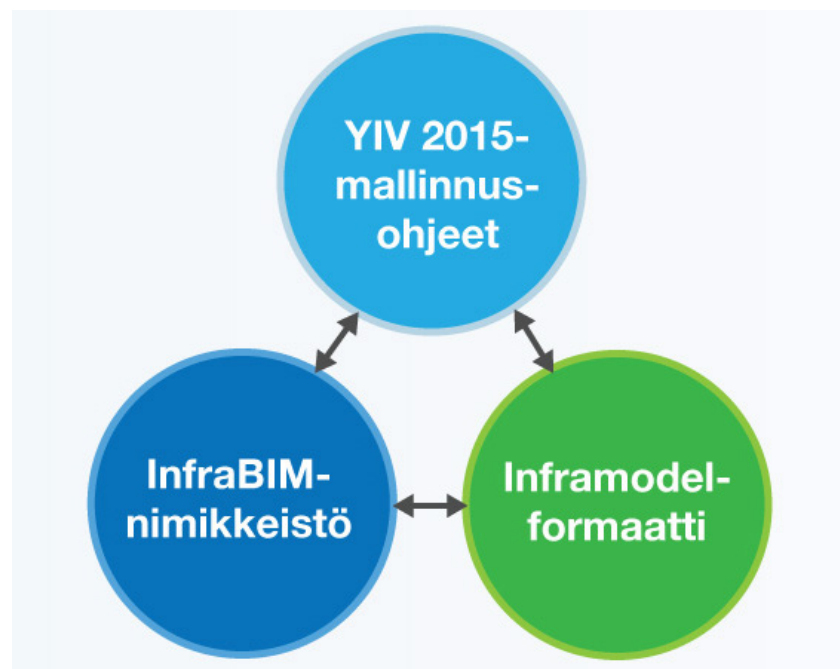 YIV 2015-
mallinnus-
ohjeet
InfraBIM-
nimikkeistö
Inframodel-
formaatti